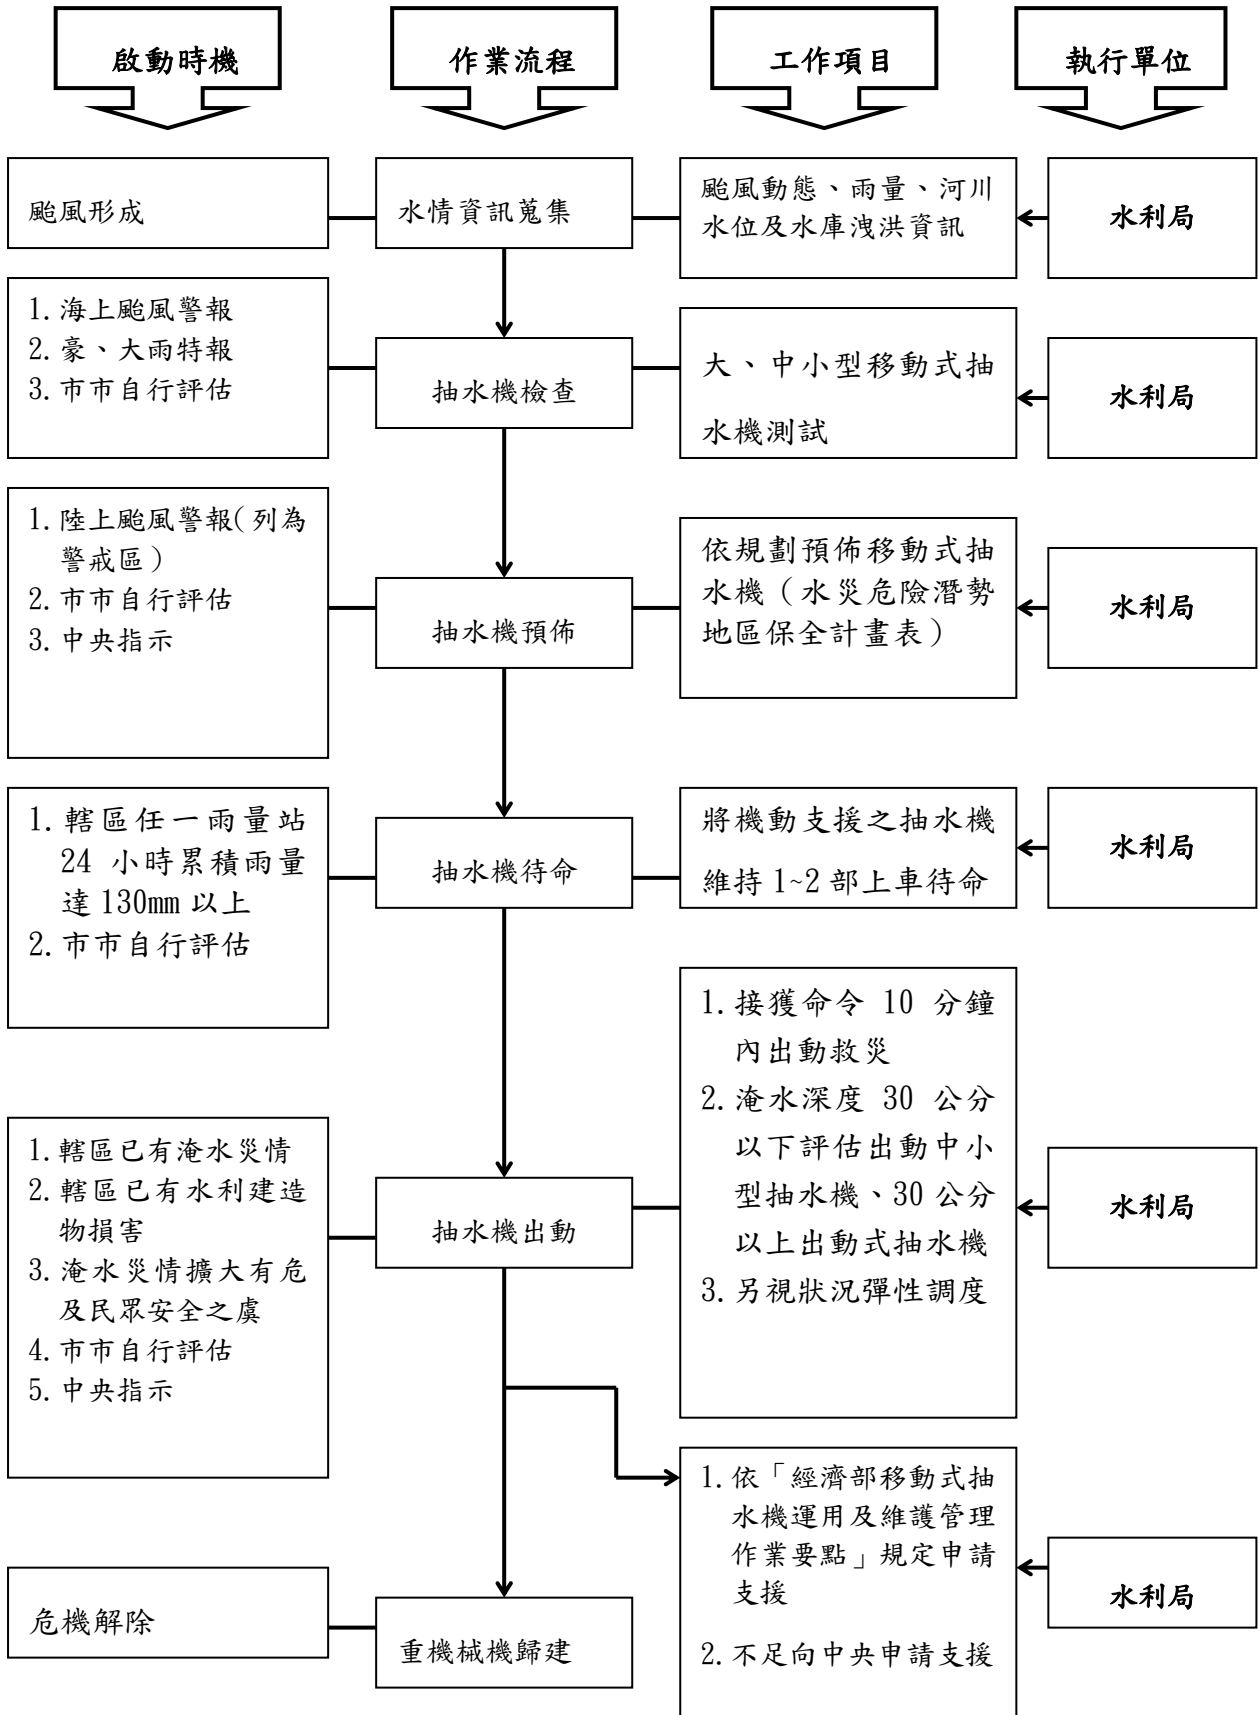 啟動時機
作業流程
工作項目
執行單位
颱風形成
水情資訊蒐集
颱風動態、雨量、河川
水位及水庫洩洪資訊
水利局
1.海上颱風警報
2.豪、大雨特報
3.市市自行評估
抽水機檢查
大、中小型移動式抽
水機測試
水利局
1.陸上颱風警報(列為
警戒區)
2.市市自行評估
3.中央指示
抽水機預佈
依規劃預佈移動式抽
水機（水災危險潛勢
地區保全計畫表）
水利局
1.轄區任一雨量站
24 小時累積雨量
達 130mm 以上
2.市市自行評估
抽水機待命
將機動支援之抽水機
維持 1~2 部上車待命
水利局
1.轄區已有淹水災情
2.轄區已有水利建造
物損害
3.淹水災情擴大有危
及民眾安全之虞
4.市市自行評估
5.中央指示
抽水機出動
1.接獲命令 10 分鐘
內出動救災
2.淹水深度 30 公分
以下評估出動中小
型抽水機、30 公分
以上出動式抽水機
3.另視狀況彈性調度
水利局
1.依「經濟部移動式抽
水機運用及維護管理
作業要點」規定申請
支援
2.不足向中央申請支援
水利局
危機解除
重機械機歸建